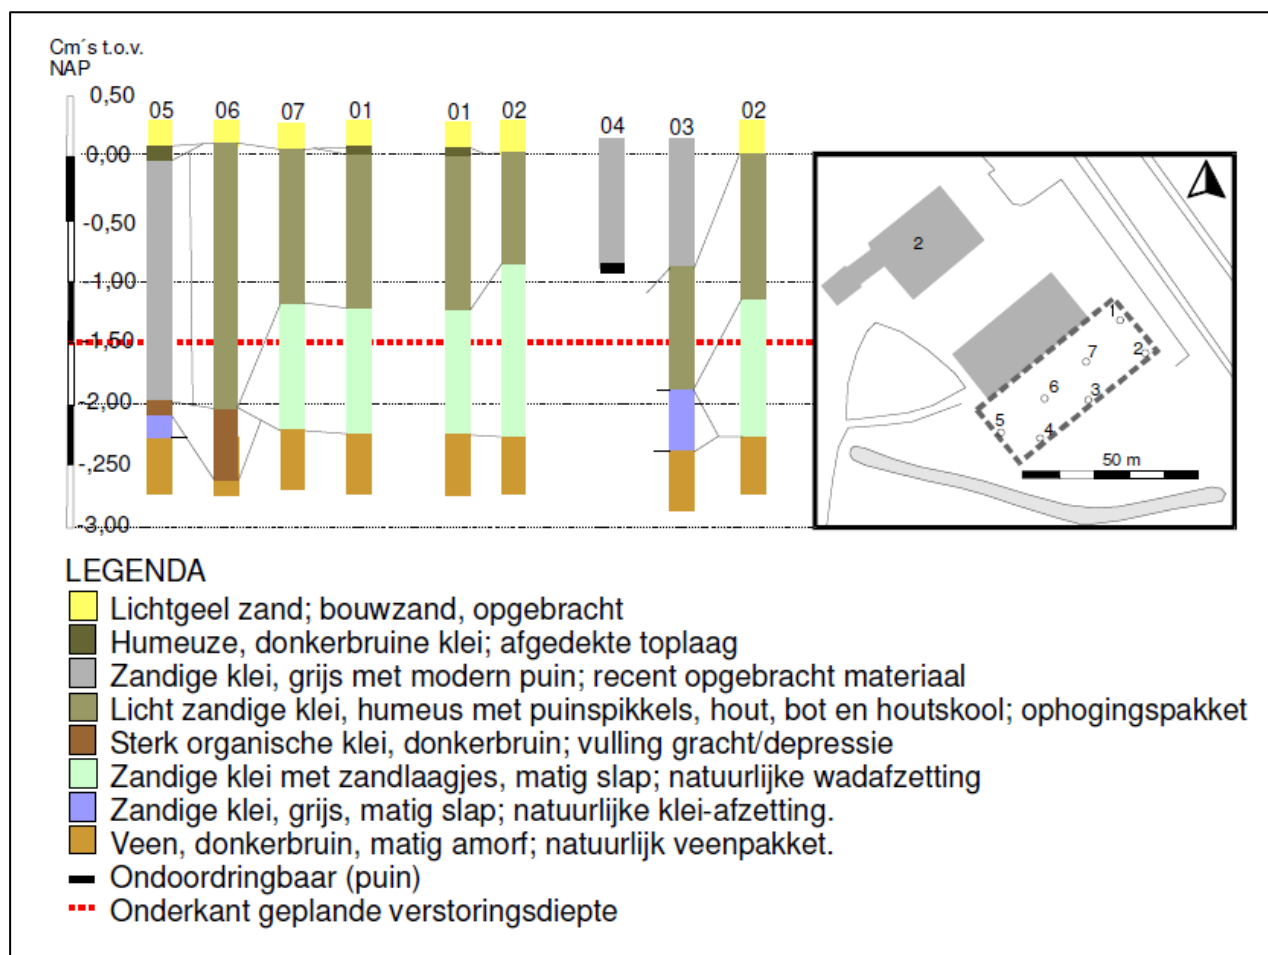 Cm´s t.o.v.
NAP
0,50
05 06 07 01 01 02 04 03 02
0,00
-0,50
-1,00
-1,50
-2,00
-,250
-3,00
2
1
2
7
3
6
5
4
50 m
LEGENDA
Lichtgeel zand; bouwzand, opgebracht
Humeuze, donkerbruine klei; afgedekte toplaag
Zandige klei, grijs met modern puin; recent opgebracht materiaal
Licht zandige klei, humeus met puinspikkels, hout, bot en houtskool; ophogingspakket
Sterk organische klei, donkerbruin; vulling gracht/depressie
Zandige klei met zandlaagjes, matig slap; natuurlijke wadafzetting
Zandige klei, grijs, matig slap; natuurlijke klei-afzetting.
Veen, donkerbruin, matig amorf; natuurlijk veenpakket.
Ondoordringbaar (puin)
Onderkant geplande verstoringsdiepte